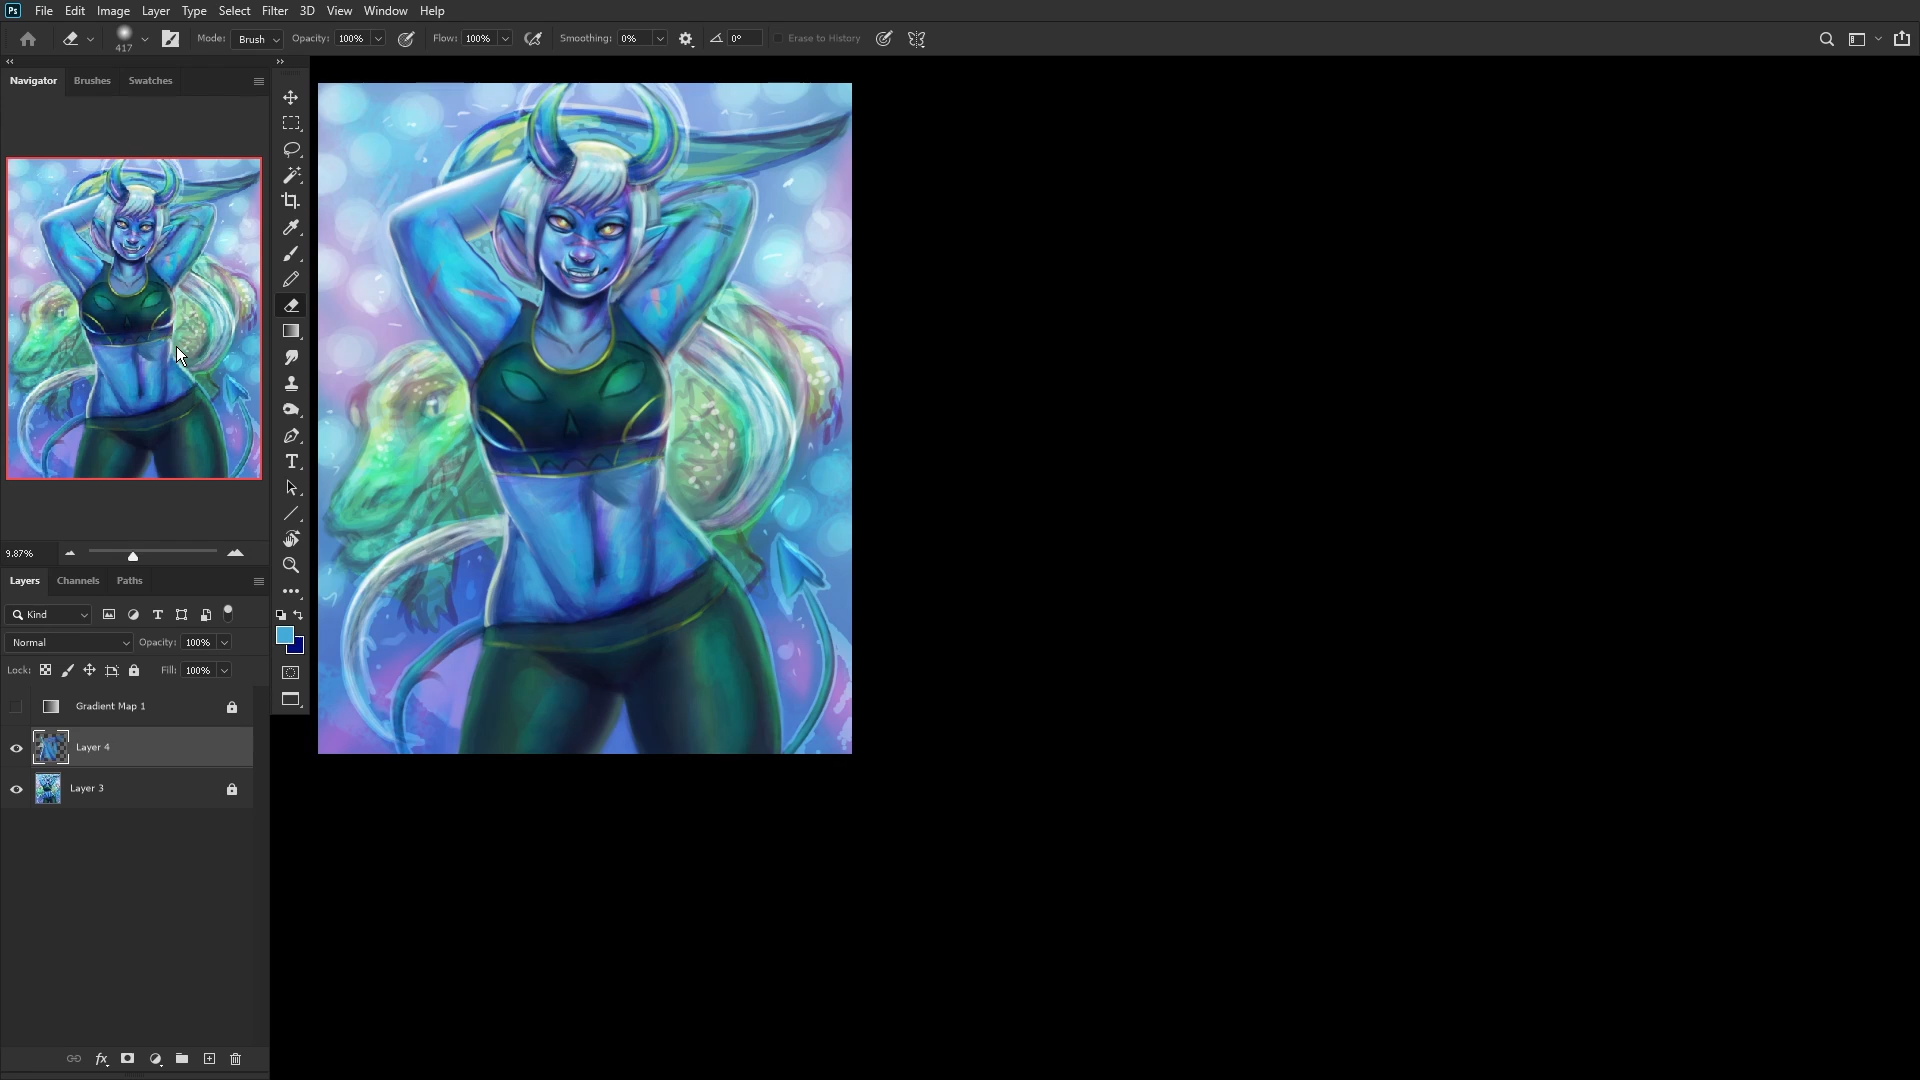 Ps File Edit Image Layer Type Select Filter 3D View Window Help
417 Mode: Brush Opacity: 100% Flow: 100% Smoothing: 0% 0° Erase to History
Navigator Brushes Swatches
9.87%
Layers Channels Paths
Kind
Normal Opacity: 100%
Lock: Fill: 100%
Gradient Map 1
Layer 4
Layer 3
fx